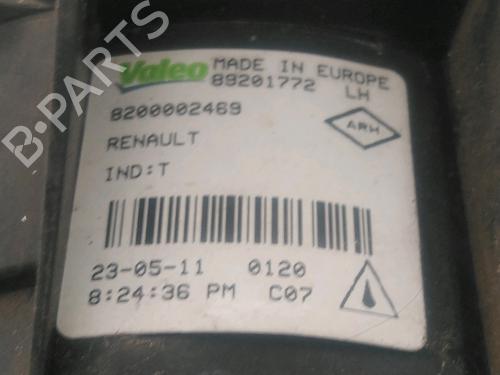 Valeo MADE IN EUROPE
89201772 LH
8200002469
ARH
RENAULT
IND:T
23-05-11 0120
8:24:36 PM C07
B-PARTS